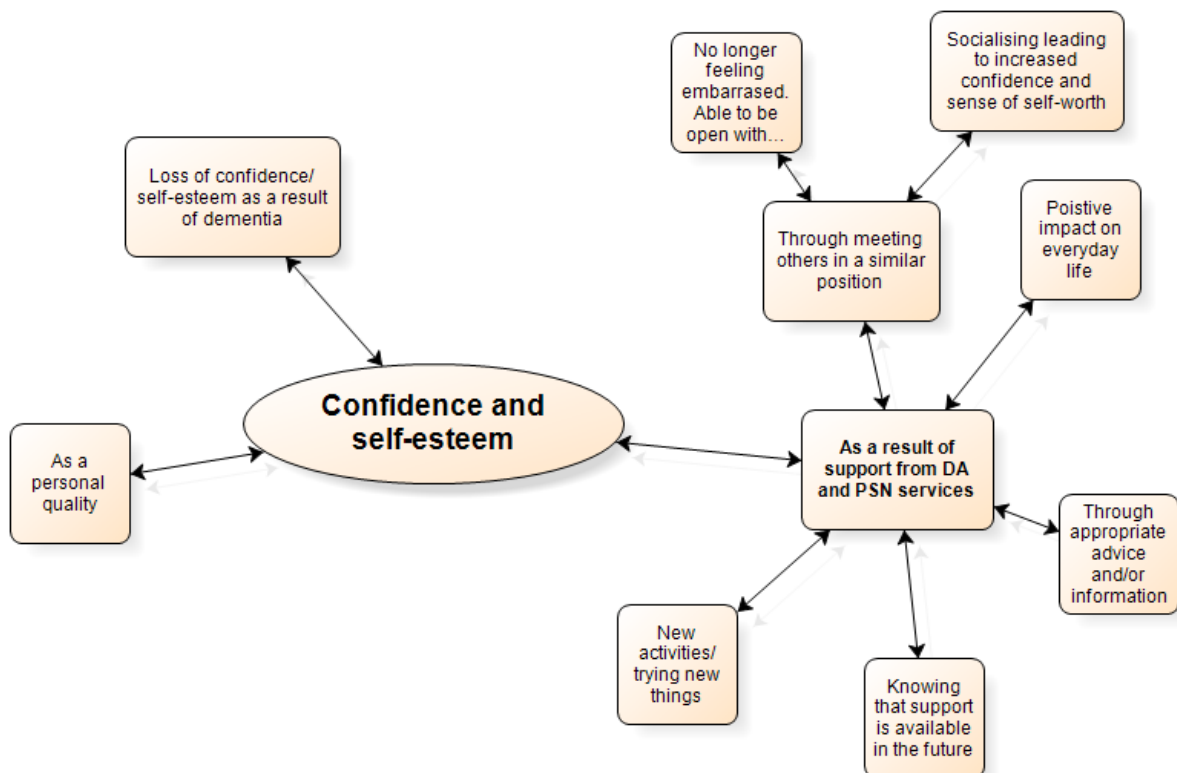 No longer
feeling
embarrased.
Able to be
open with…
Socialising leading
to increased
confidence and
sense of self-worth
Loss of confidence/
self-esteem as a result
of dementia
Through meeting
others in a similar
position
Poistive
impact on
everyday
life
Confidence and
self-esteem
As a
personal
quality
As a result of
support from DA
and PSN services
Through
appropriate
advice
and/or
information
New
activities/
trying new
things
Knowing
that support
is available
in the future